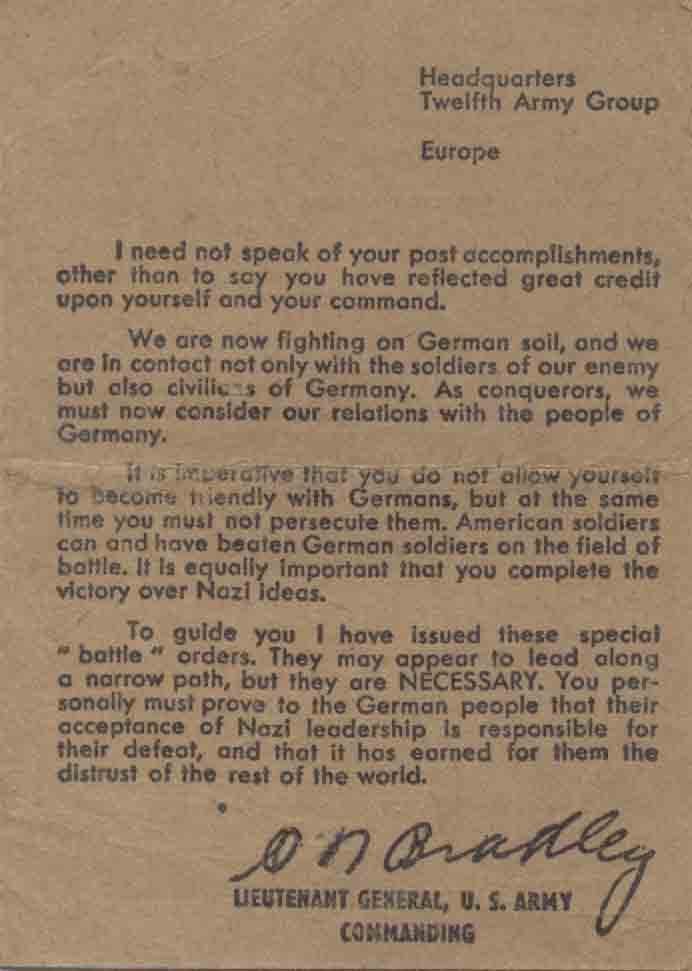 Headquarters
Twelfth Army Group
Europe
I need not speak of your past accomplishments,
other than to say you have reflected great credit
upon yourself and your command.
We are now fighting on German soil, and we
are in contact not only with the soldiers of our enemy
but also civilians of Germany. As conquerors, we
must now consider our relations with the people of
Germany.
It is imperative that you do not allow yourself
to become friendly with Germans, but at the same
time you must not persecute them. American soldiers
can and have beaten German soldiers on the field of
battle. It is equally important that you complete the
victory over Nazi ideas.
To guide you I have issued these special
" battle " orders. They may appear to lead along
a narrow path, but they are NECESSARY. You per-
sonally must prove to the German people that their
acceptance of Nazi leadership is responsible for
their defeat, and that it has earned for them the
distrust of the rest of the world.
O N Bradley
LIEUTENANT GENERAL, U. S. ARMY
COMMANDING